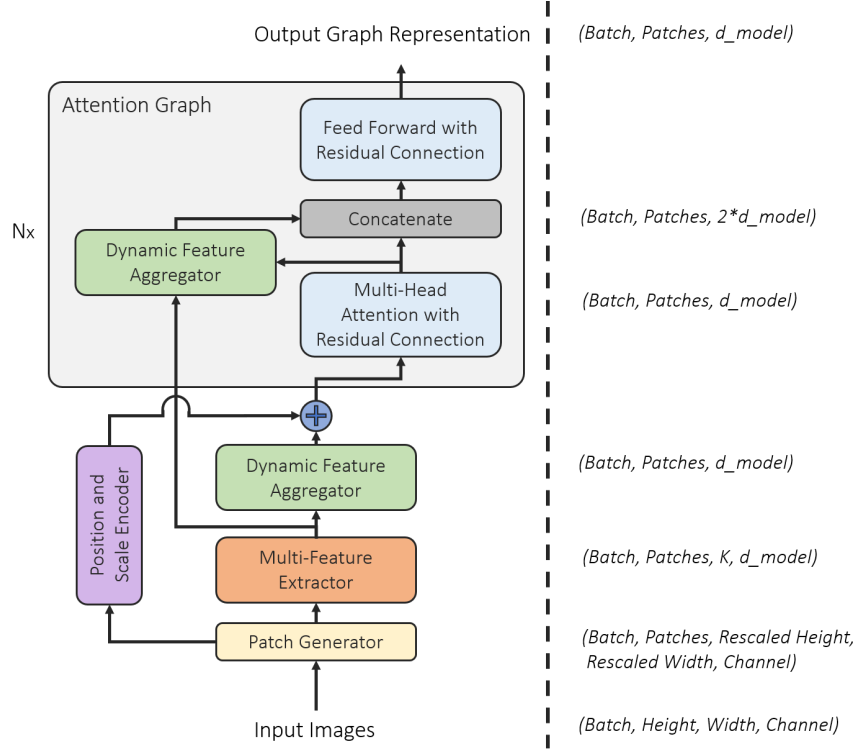 Output Graph Representation
(Batch, Patches, d_model)
Attention Graph
Feed Forward with
Residual Connection
Nx
Concatenate
(Batch, Patches, 2*d_model)
Dynamic Feature
Aggregator
Multi-Head
Attention with
Residual Connection
(Batch, Patches, d_model)
Dynamic Feature
Aggregator
(Batch, Patches, d_model)
Position and
Scale Encoder
Multi-Feature
Extractor
(Batch, Patches, K, d_model)
Patch Generator
(Batch, Patches, Rescaled Height,
Rescaled Width, Channel)
Input Images
(Batch, Height, Width, Channel)